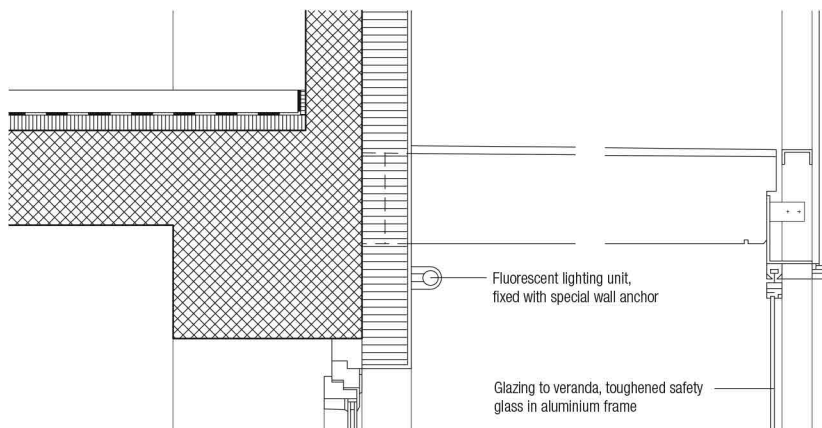 Fluorescent lighting unit,
fixed with special wall anchor
Glazing to veranda, toughened safety
glass in aluminium frame